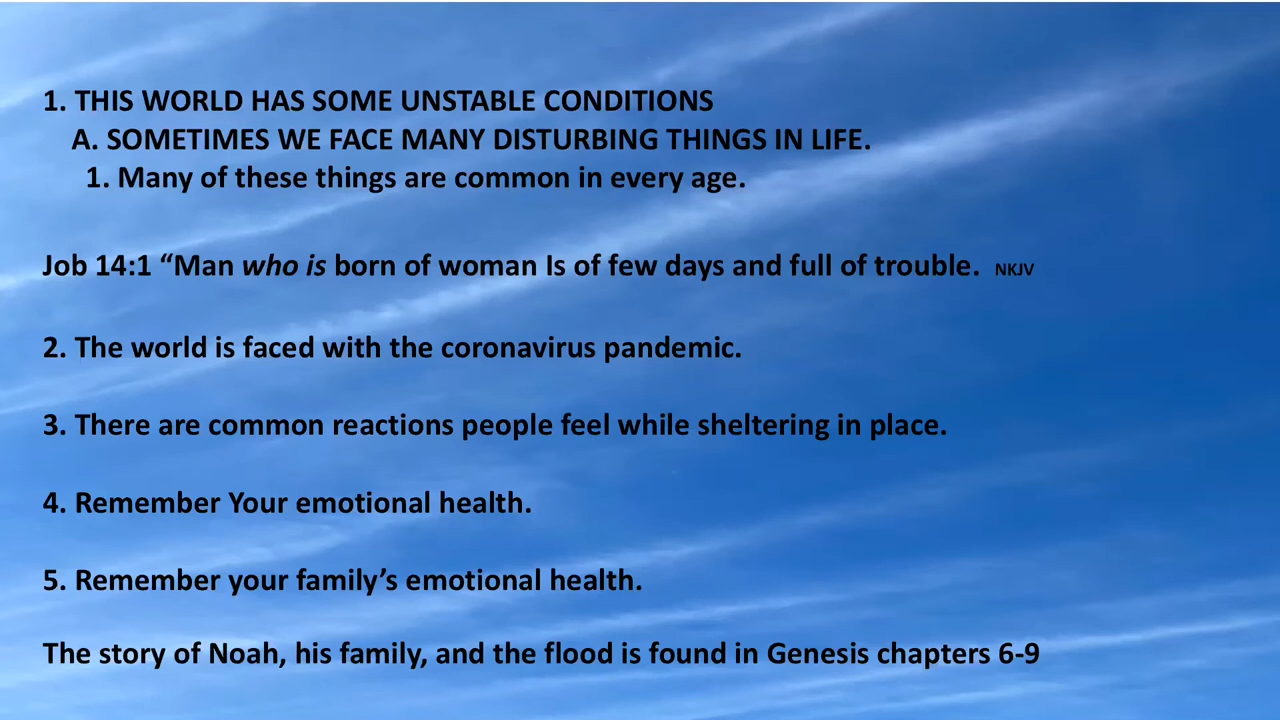 1. THIS WORLD HAS SOME UNSTABLE CONDITIONS
A. SOMETIMES WE FACE MANY DISTURBING THINGS IN LIFE.
1. Many of these things are common in every age.
Job 14:1 “Man who is born of woman Is of few days and full of trouble. NKJV
2. The world is faced with the coronavirus pandemic.
3. There are common reactions people feel while sheltering in place.
4. Remember Your emotional health.
5. Remember your family’s emotional health.
The story of Noah, his family, and the flood is found in Genesis chapters 6-9